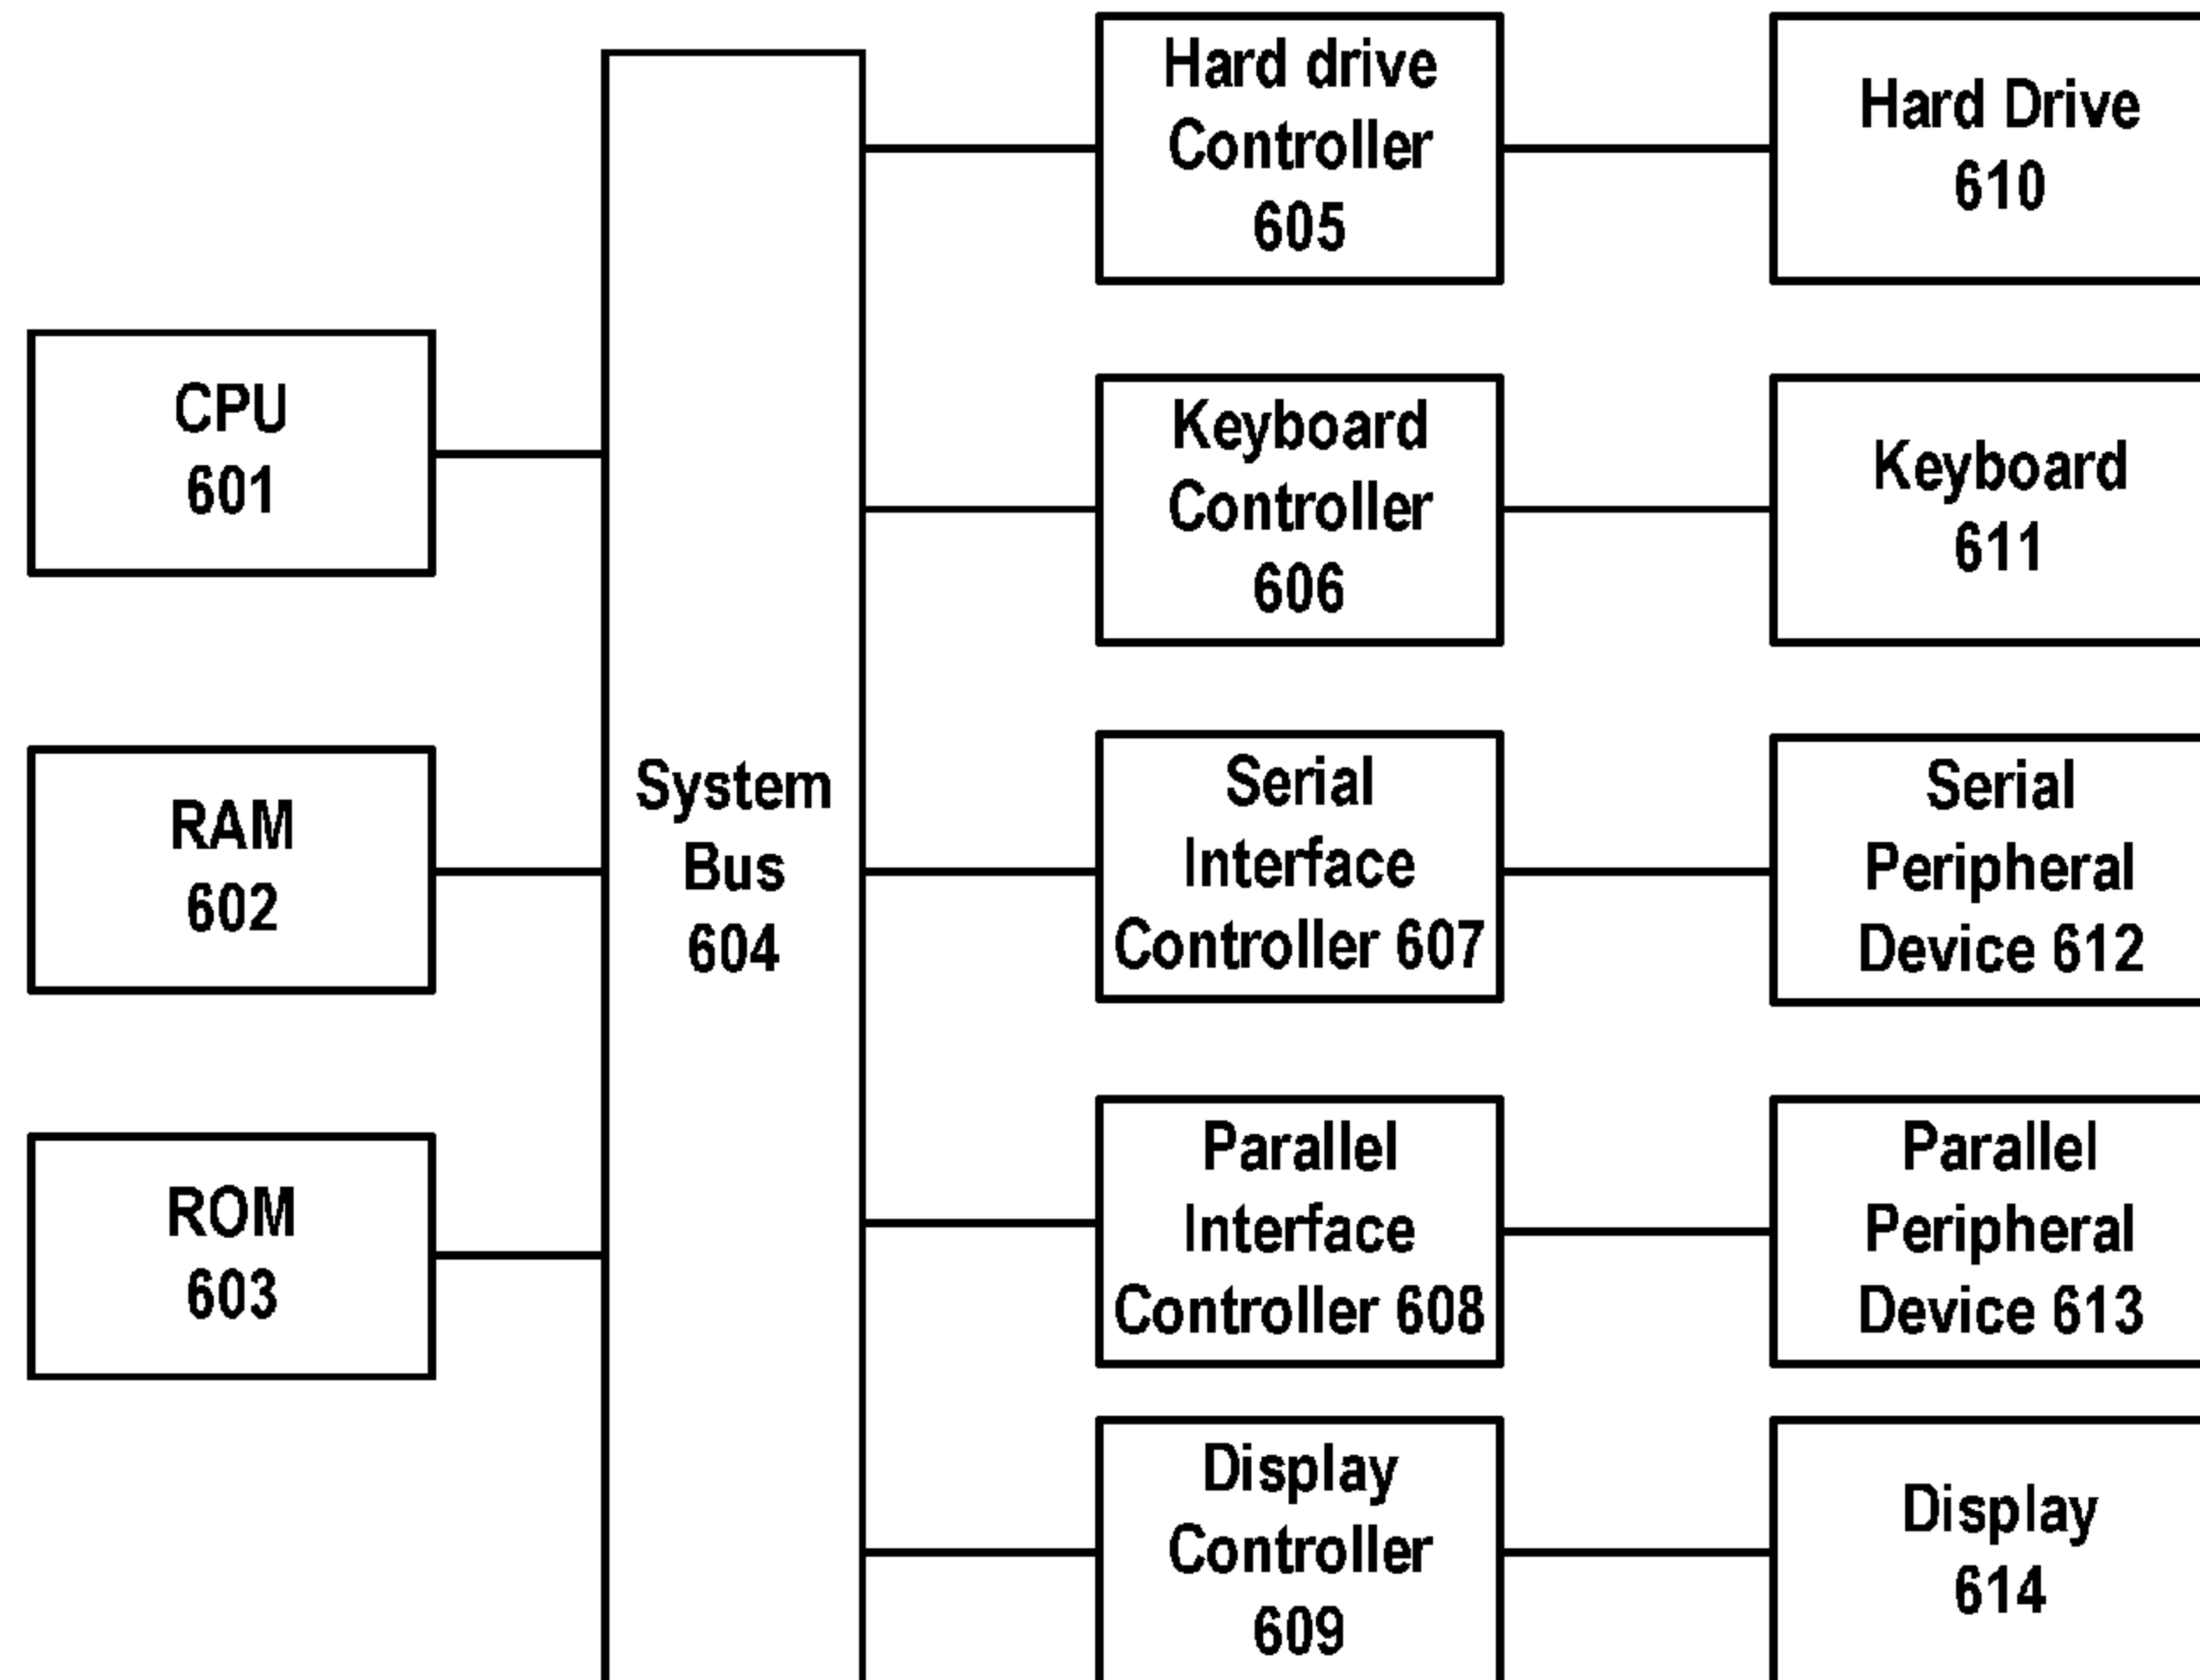 CPU
601
RAM
602
ROM
603
System
Bus
604
Hard drive
Controller
605
Keyboard
Controller
606
Serial
Interface
Controller 607
Parallel
Interface
Controller 608
Display
Controller
609
Hard Drive
610
Keyboard
611
Serial
Peripheral
Device 612
Parallel
Peripheral
Device 613
Display
614